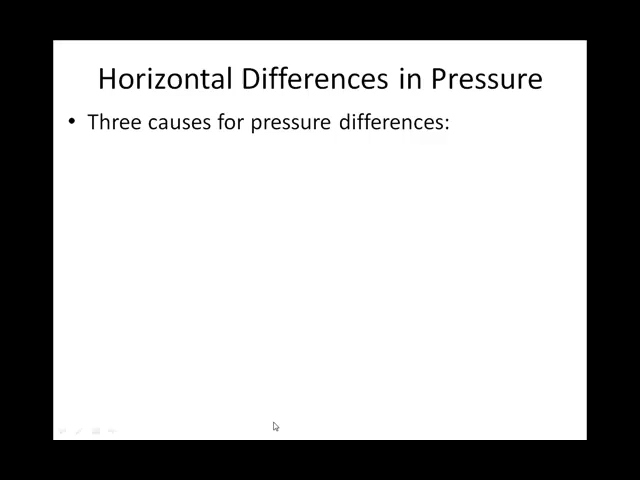 Horizontal Differences in Pressure
• Three causes for pressure differences: